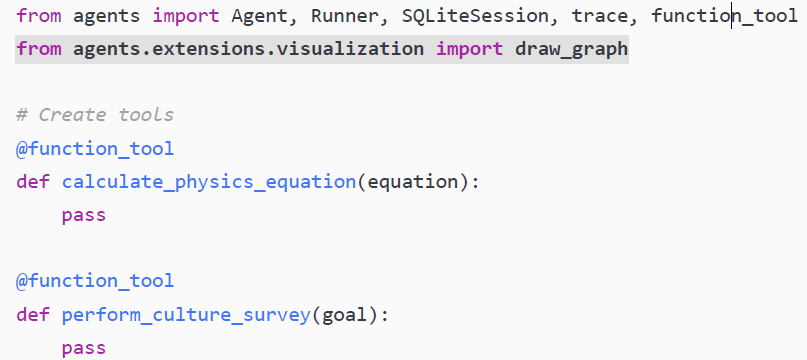 from agents import Agent, Runner, SQLiteSession, trace, function_tool
from agents.extensions.visualization import draw_graph
# Create tools
@function_tool
def calculate_physics_equation(equation):
    pass
@function_tool
def perform_culture_survey(goal):
    pass